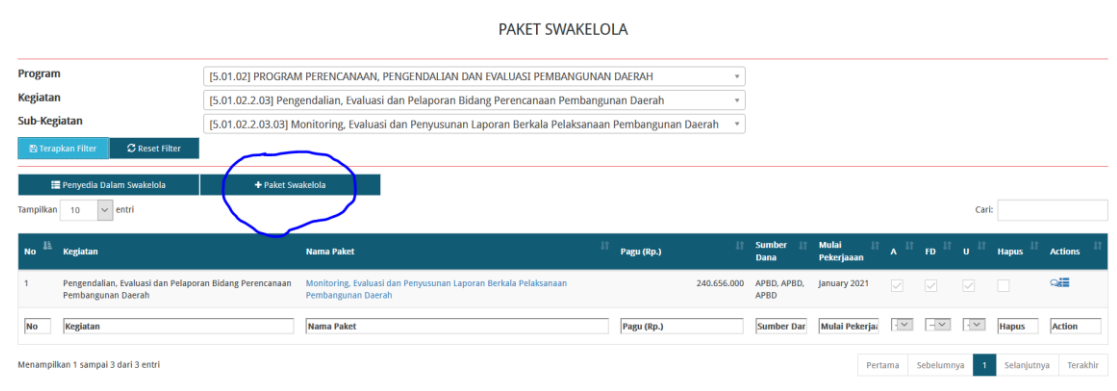 PAKET SWAKELOLA
Program
[5.01.02] PROGRAM PERENCANAAN, PENGENDALIAN DAN EVALUASI PEMBANGUNAN DAERAH
Kegiatan
[5.01.02.2.03] Pengendalian, Evaluasi dan Pelaporan Bidang Perencanaan Pembangunan Daerah
Sub-Kegiatan
[5.01.02.2.03.03] Monitoring, Evaluasi dan Penyusunan Laporan Berkala Pelaksanaan Pembangunan Daerah
Terapkan Filter Reset Filter
Penyedia Dalam Swakelola + Paket Swakelola
Tampilkan 10 entri Cari:
No Kegiatan Nama Paket Pagu (Rp.) Sumber Dana Mulai Pekerjaaan A FD U Hapus Actions
1 Pengendalian, Evaluasi dan Pelaporan Bidang Perencanaan Monitoring, Evaluasi dan Penyusunan Laporan Berkala Pelaksanaan 240.656.000 APBD, APBD, January 2021
Pembangunan Daerah Pembangunan Daerah APBD
No Kegiatan Nama Paket Pagu (Rp.) Sumber Dar Mulai Pekerja Hapus Action
Menampilkan 1 sampai 3 dari 3 entri Pertama Sebelumnya 1 Selanjutnya Terakhir